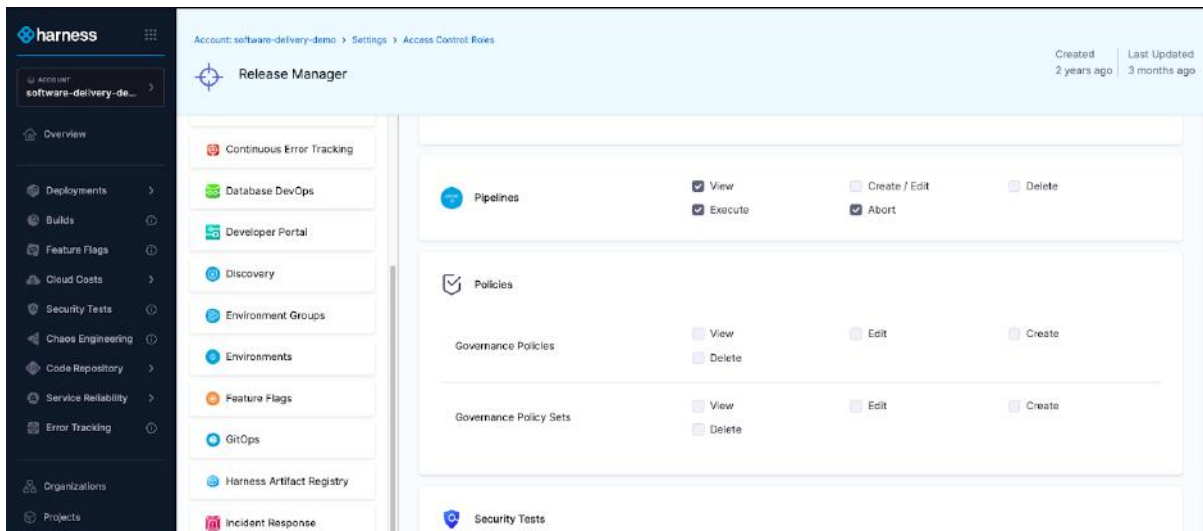 harness
ACCOUNT
software-delivery-de...
Overview
Deployments
Builds
Feature Flags
Cloud Costs
Security Tests
Chaos Engineering
Code Repository
Service Reliability
Error Tracking
Organizations
Projects
Account: software-delivery-demo > Settings > Access Control: Roles
Release Manager
Created
2 years ago
Last Updated
3 months ago
Continuous Error Tracking
Database DevOps
Developer Portal
Discovery
Environment Groups
Environments
Feature Flags
GitOps
Harness Artifact Registry
Incident Response
Pipelines
View
Create / Edit
Delete
Execute
Abort
Policies
Governance Policies
View
Edit
Create
Delete
Governance Policy Sets
View
Edit
Create
Delete
Security Tests